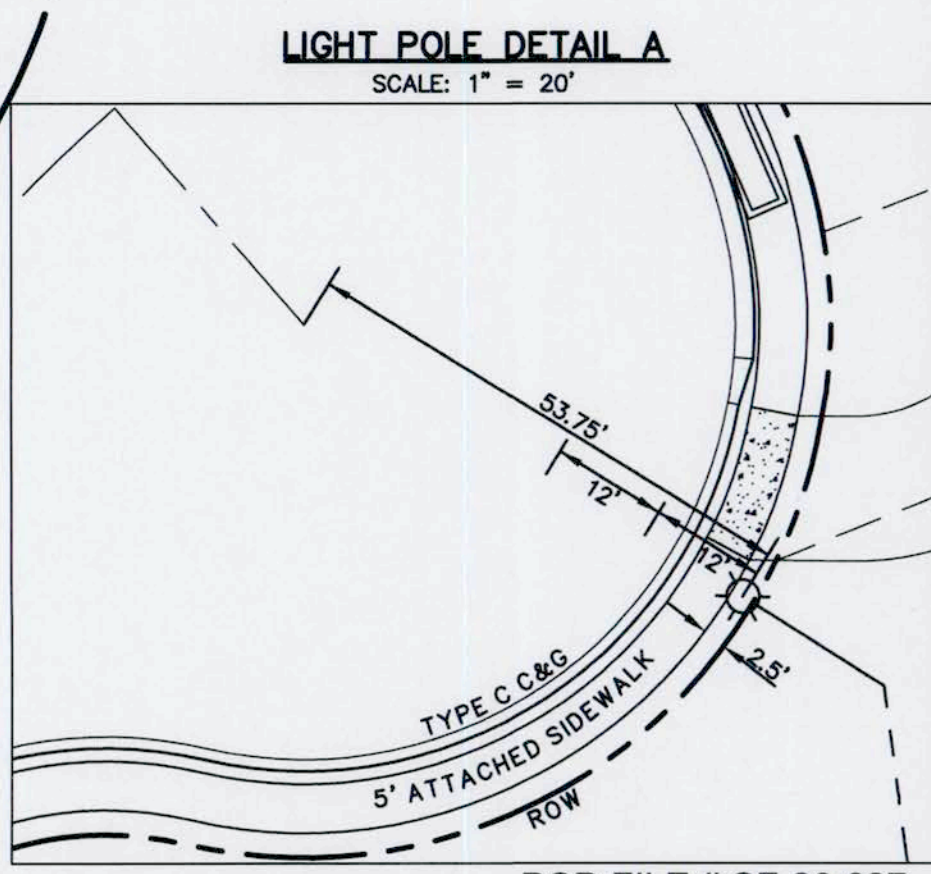 LIGHT POLE DETAIL A
SCALE: 1" = 20'
53.75'
12'
12'
2.5'
TYPE C C&G
5' ATTACHED SIDEWALK
ROW